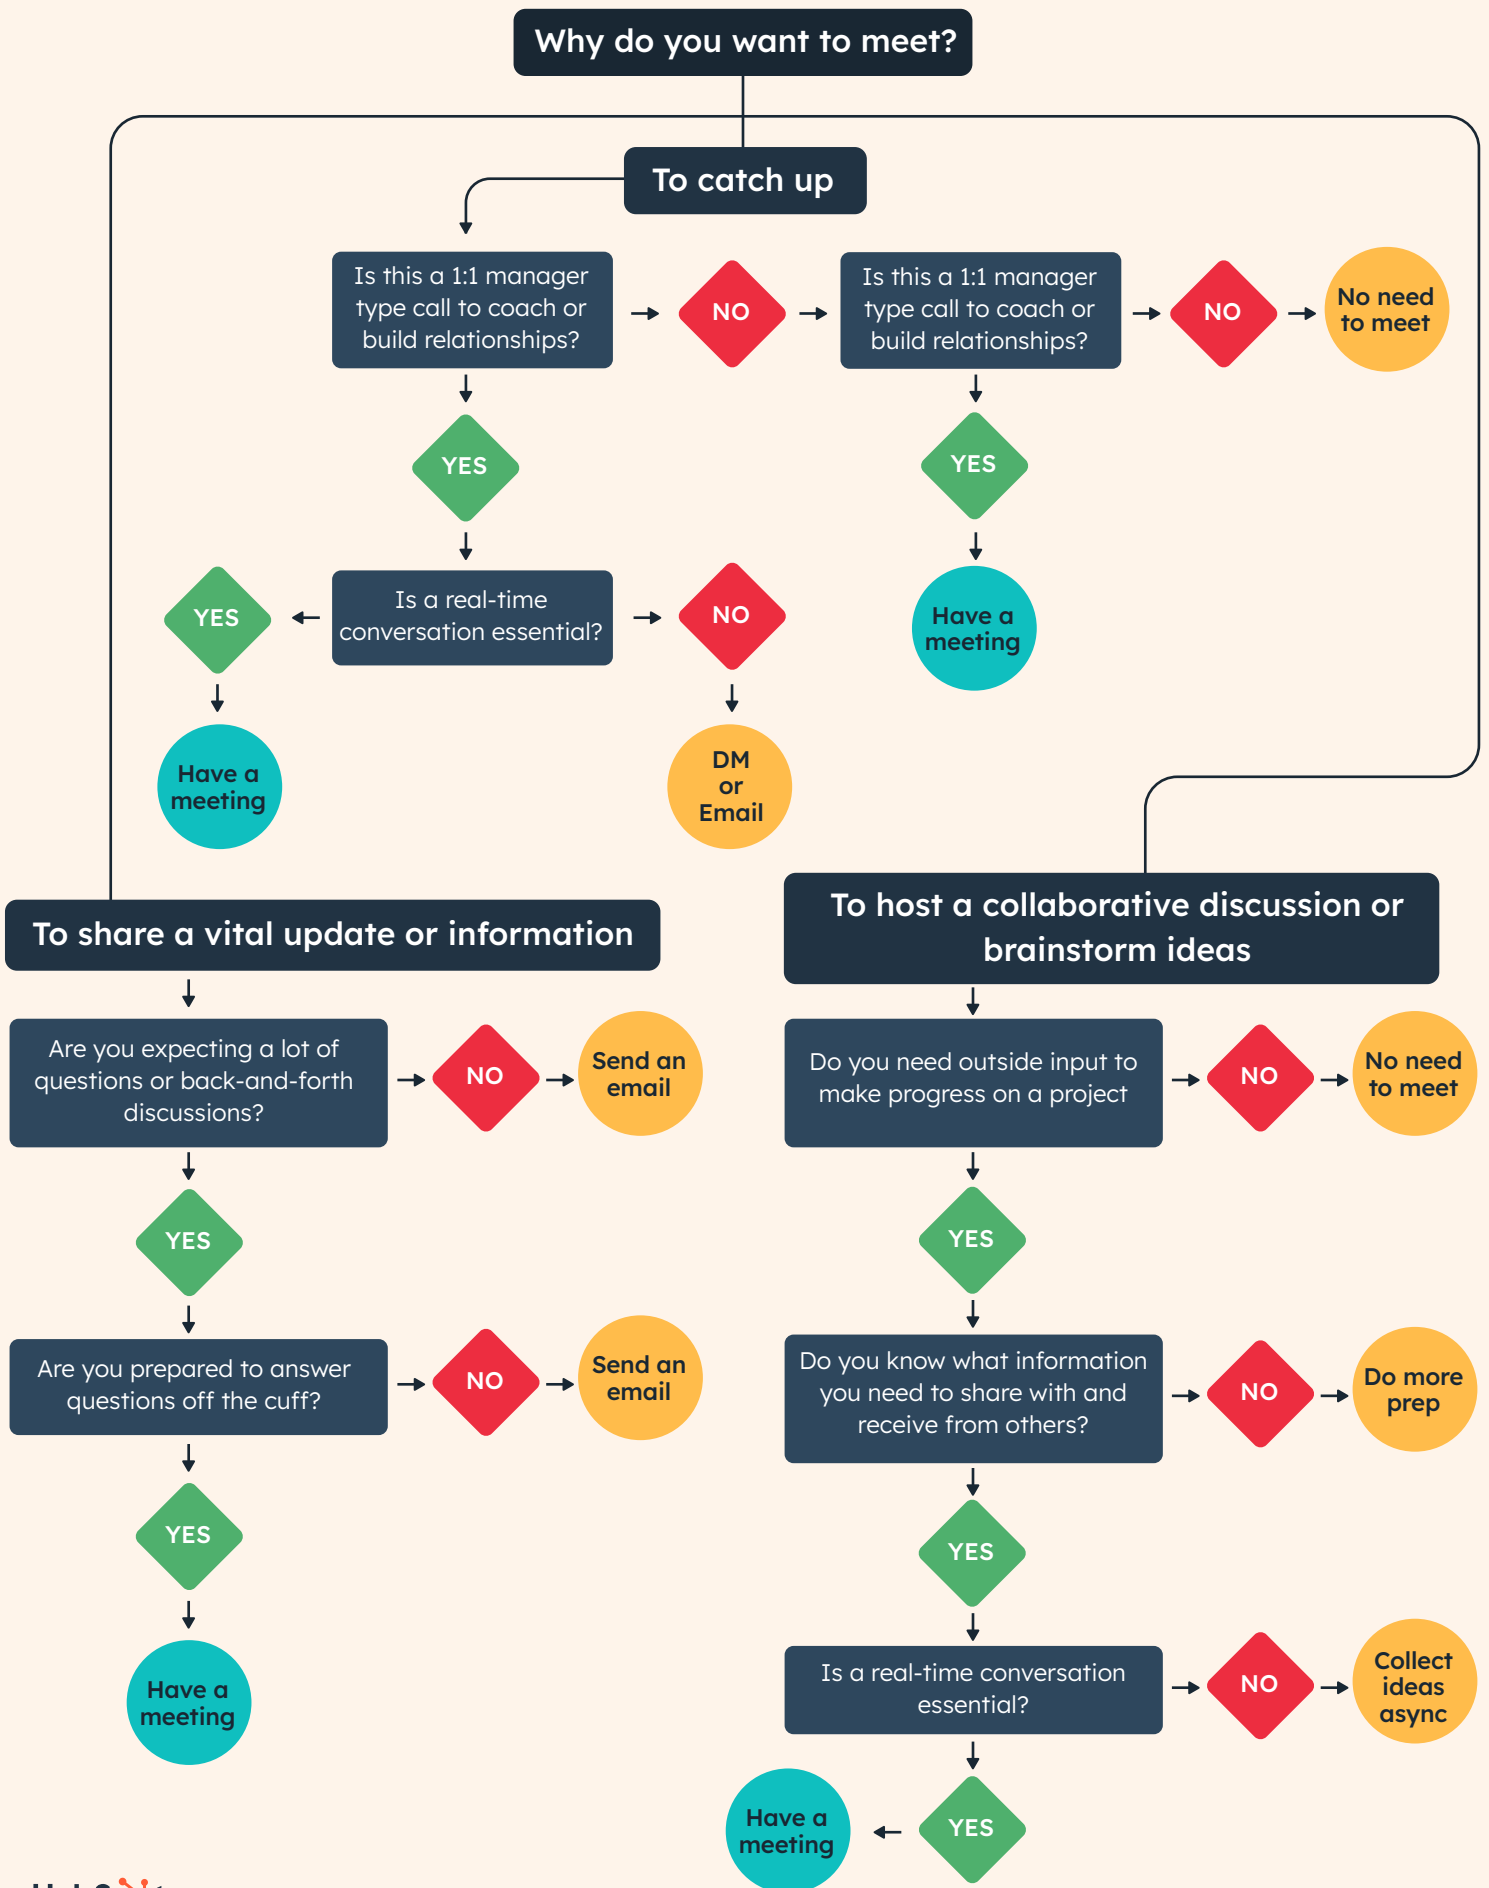 Why do you want to meet?
To catch up
Is this a 1:1 manager
type call to coach or
build relationships?
NO
Is this a 1:1 manager
type call to coach or
build relationships?
NO
No need
to meet
YES
YES
YES
Is a real-time
conversation essential?
NO
Have a
meeting
Have a
meeting
DM
or
Email
To share a vital update or information
Are you expecting a lot of
questions or back-and-forth
discussions?
NO
Send an
email
YES
Are you prepared to answer
questions off the cuff?
NO
Send an
email
YES
Have a
meeting
To host a collaborative discussion or
brainstorm ideas
Do you need outside input to
make progress on a project
NO
No need
to meet
YES
Do you know what information
you need to share with and
receive from others?
NO
Do more
prep
YES
Is a real-time conversation
essential?
NO
Collect
ideas
async
YES
Have a
meeting